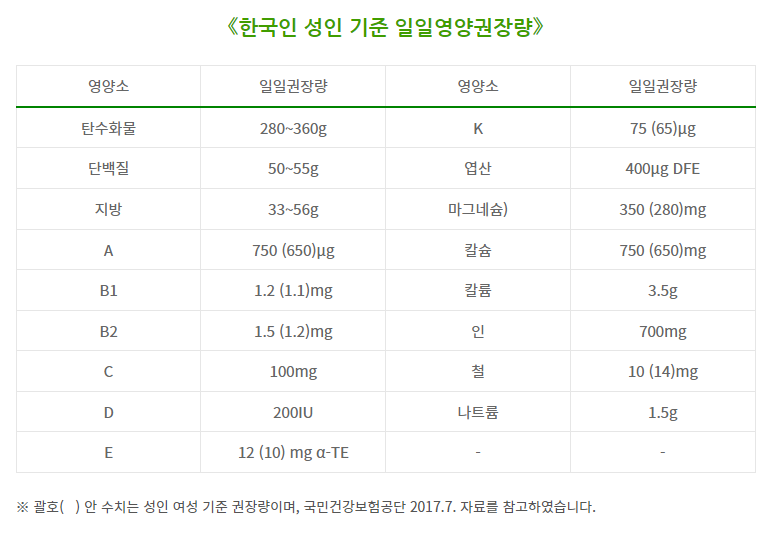 《한국인 성인 기준 일일영양권장량》
영양소 일일권장량 영양소 일일권장량
탄수화물 280~360g K 75 (65)μg
단백질 50~55g 엽산 400μg DFE
지방 33~56g 마그네슘) 350 (280)mg
A 750 (650)μg 칼슘 750 (650)mg
B1 1.2 (1.1)mg 칼륨 3.5g
B2 1.5 (1.2)mg 인 700mg
C 100mg 철 10 (14)mg
D 200IU 나트륨 1.5g
E 12 (10) mg α-TE - -
※ 괄호( ) 안 수치는 성인 여성 기준 권장량이며, 국민건강보험공단 2017.7. 자료를 참고하였습니다.